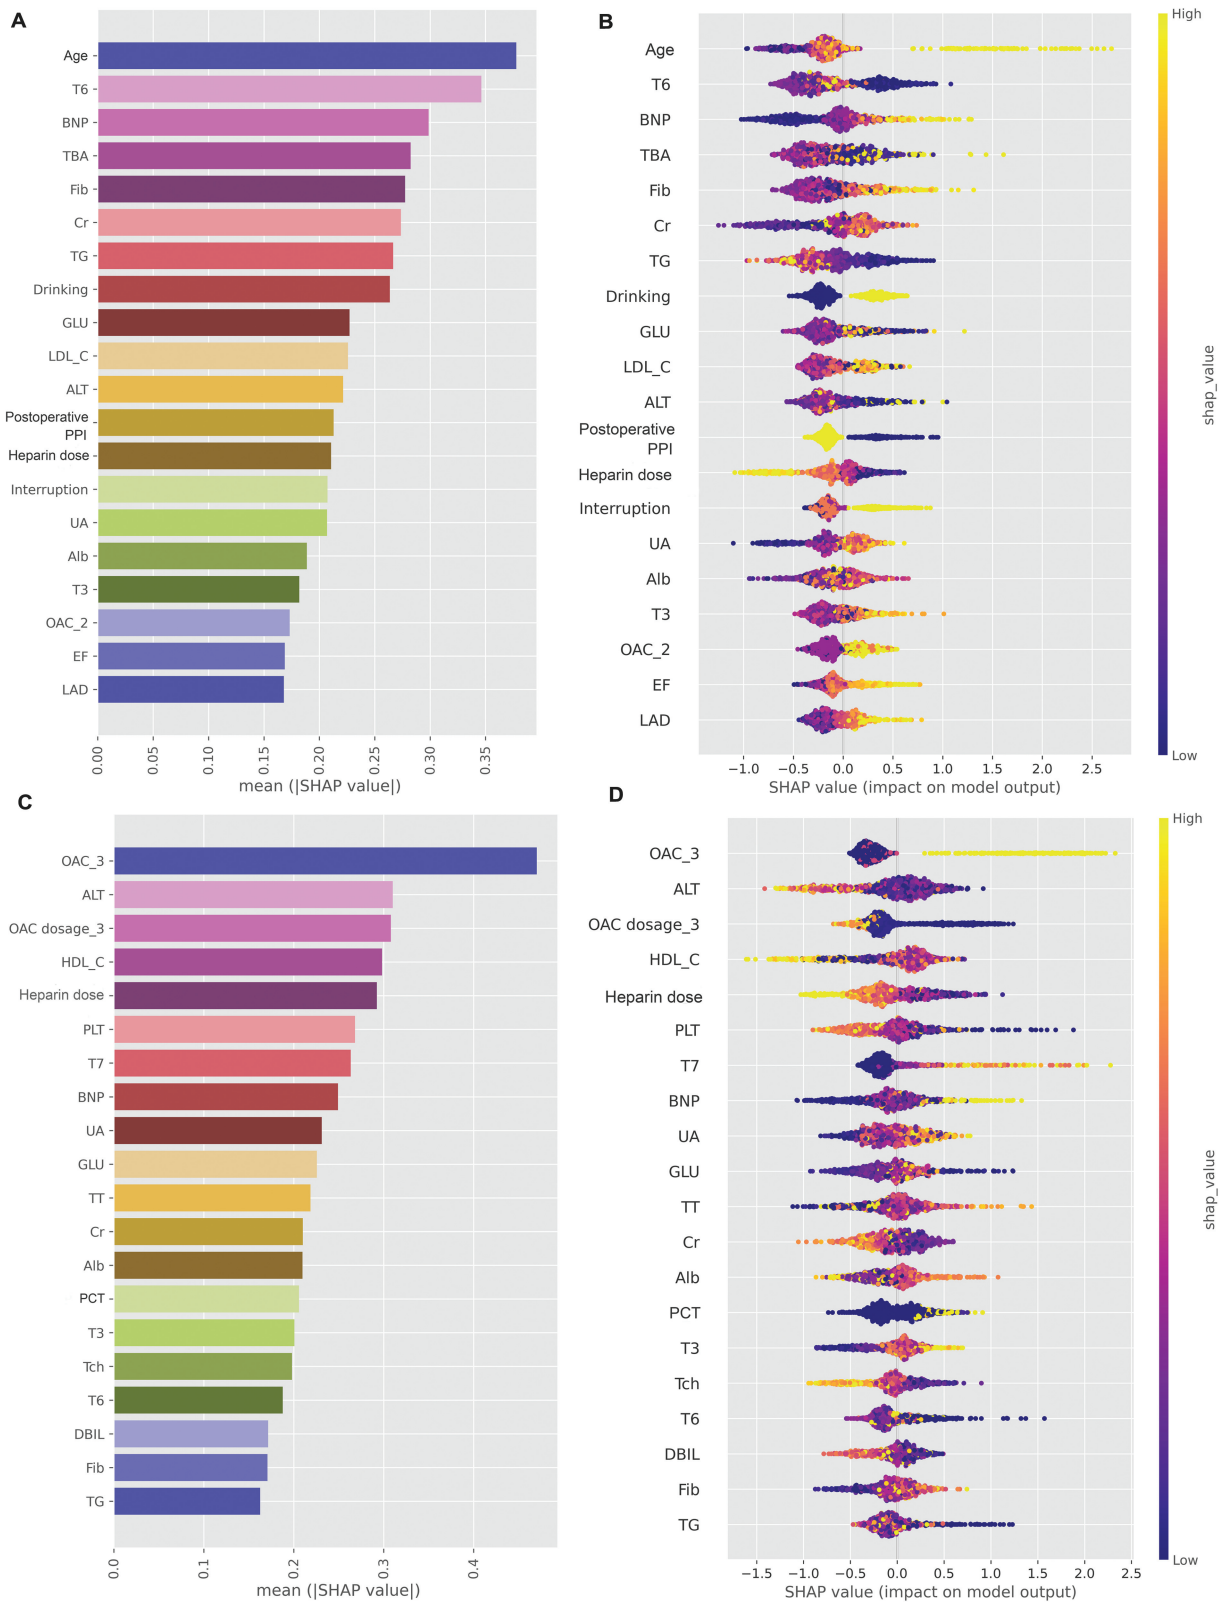 A
Age
T6
BNP
TBA
Fib
Cr
TG
Drinking
GLU
LDL_C
ALT
Postoperative
PPI
Heparin dose
Interruption
UA
Alb
T3
OAC_2
EF
LAD
0.00
0.05
0.10
0.15
0.20
0.25
0.30
0.35
mean (|SHAP value|)
B
Age
T6
BNP
TBA
Fib
Cr
TG
Drinking
GLU
LDL_C
ALT
Postoperative
PPI
Heparin dose
Interruption
UA
Alb
T3
OAC_2
EF
LAD
−1.0 −0.5 0.0 0.5 1.0 1.5 2.0 2.5
SHAP value (impact on model output)
High
shap_value
Low
C
OAC_3
ALT
OAC dosage_3
HDL_C
Heparin dose
PLT
T7
BNP
UA
GLU
TT
Cr
Alb
PCT
T3
Tch
T6
DBIL
Fib
TG
0.0
0.1
0.2
0.3
0.4
mean (|SHAP value|)
D
OAC_3
ALT
OAC dosage_3
HDL_C
Heparin dose
PLT
T7
BNP
UA
GLU
TT
Cr
Alb
PCT
T3
Tch
T6
DBIL
Fib
TG
−1.5 −1.0 −0.5 0.0 0.5 1.0 1.5 2.0 2.5
SHAP value (impact on model output)
High
shap_value
Low